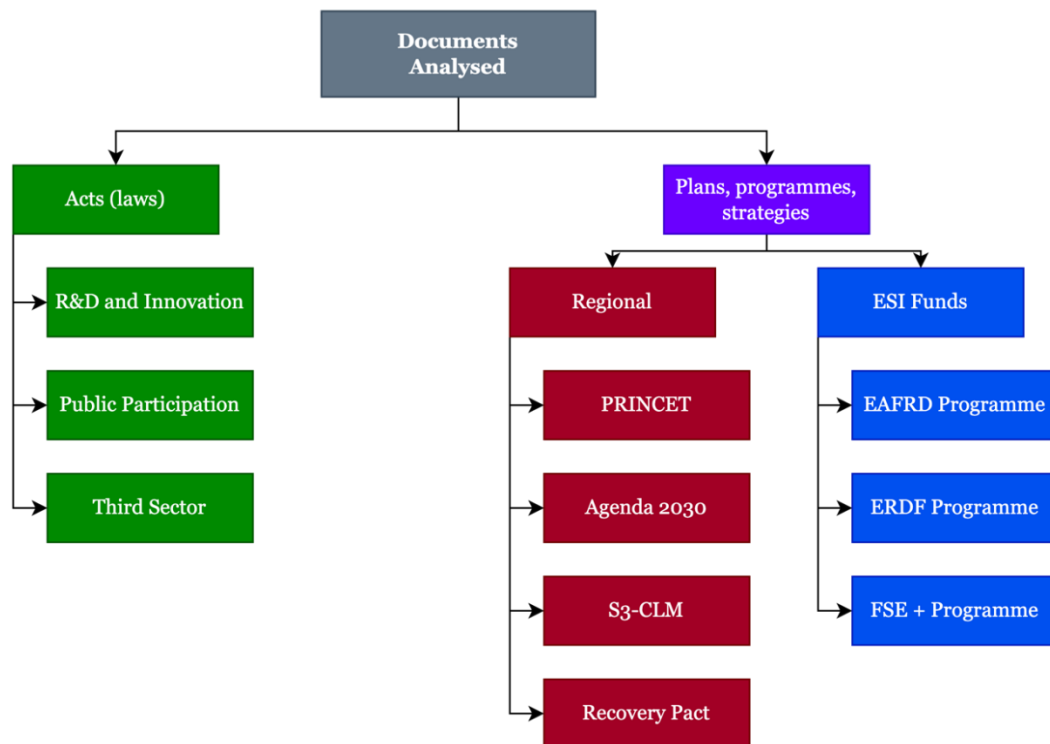 Documents
Analysed
Acts (laws)
R&D and Innovation
Public Participation
Third Sector
Plans, programmes,
strategies
Regional
PRINCET
Agenda 2030
S3-CLM
Recovery Pact
ESI Funds
EAFRD Programme
ERDF Programme
FSE + Programme